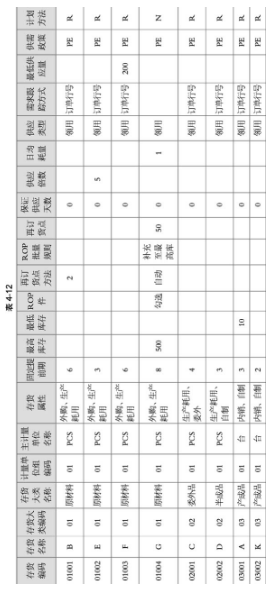 表 4-12
存货编码 存货名称 存货大类编码 存货大类名称 计量单位组编码 主计量单位名称 存货属性 固定提前期 最高库存 最低库存 ROP件 再订货点方法 ROP批量规则 再订货点 保证供应天数 供应倍数 日均耗量 供应类型 需求跟踪方式 最低供应量 供需政策 计划方法
01001 B 01 原材料 01 PCS 外购、生产耗用 6 2 0 领用 订单行号 PE R
01002 E 01 原材料 01 PCS 外购、生产耗用 3 0 5 领用 订单行号 PE R
01003 F 01 原材料 01 PCS 外购、生产耗用 6 0 领用 订单行号 200 PE R
01004 G 01 原材料 01 PCS 外购、生产耗用 8 500 勾选 自动 补充至最高库 50 0 1 领用 PE N
02001 C 02 委外品 01 PCS 生产耗用、委外 4 0 领用 订单行号 PE R
02002 D 02 半成品 01 PCS 生产耗用、自制 3 0 领用 订单行号 PE R
03001 A 03 产成品 01 台 内销、自制 3 10 0 领用 订单行号 PE R
03002 K 03 产成品 01 台 内销、自制 2 0 领用 订单行号 PE R